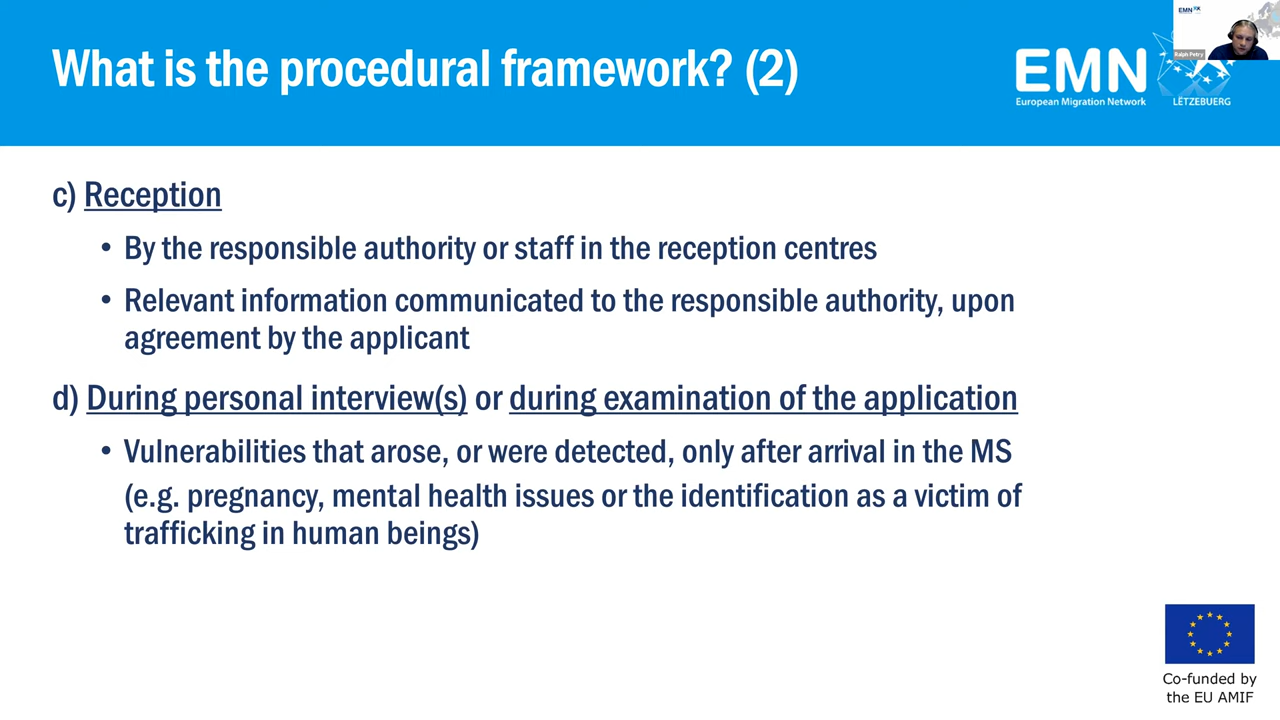 What is the procedural framework? (2)
EMN
Ralph Petry
EMN
European Migration Network
LËTZEBUERG
c) Reception
• By the responsible authority or staff in the reception centres
• Relevant information communicated to the responsible authority, upon
agreement by the applicant
d) During personal interview(s) or during examination of the application
• Vulnerabilities that arose, or were detected, only after arrival in the MS
(e.g. pregnancy, mental health issues or the identification as a victim of
trafficking in human beings)
Co-funded by
the EU AMIF